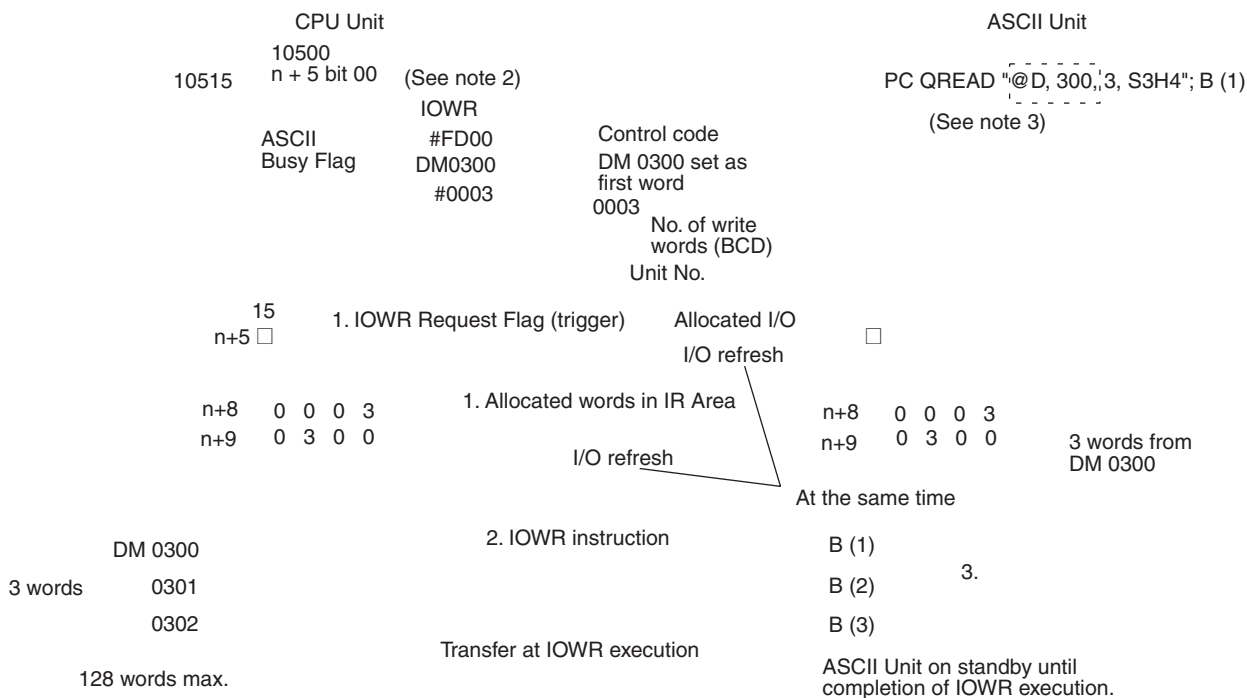 CPU Unit
ASCII Unit
10500
10515
n + 5 bit 00
(See note 2)
PC QREAD "@D, 300, 3, S3H4"; B (1)
IOWR
(See note 3)
ASCII
Busy Flag
#FD00
DM0300
#0003
Control code
DM 0300 set as
first word
0003
No. of write
words (BCD)
Unit No.
15
n+5 □
1. IOWR Request Flag (trigger)
Allocated I/O
□
I/O refresh
n+8 0 0 0 3
n+9 0 3 0 0
1. Allocated words in IR Area
n+8 0 0 0 3
n+9 0 3 0 0
3 words from
DM 0300
I/O refresh
At the same time
2. IOWR instruction
DM 0300
3 words 0301
0302
B (1)
B (2)
B (3)
3.
Transfer at IOWR execution
128 words max.
ASCII Unit on standby until
completion of IOWR execution.